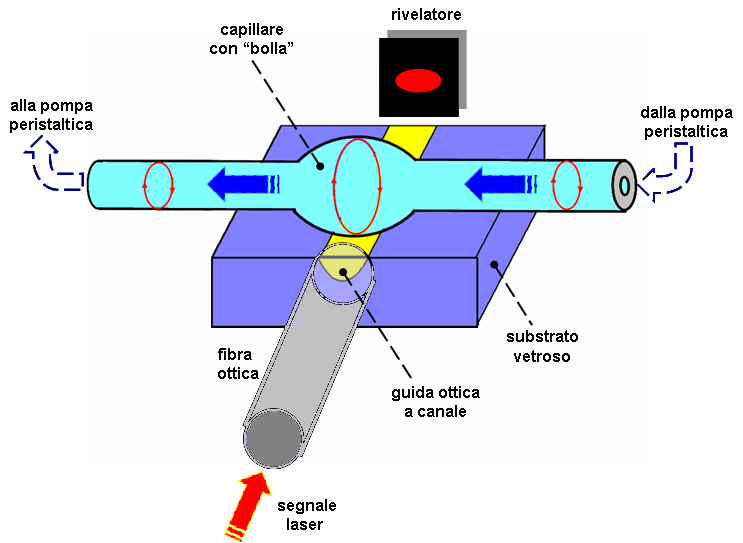 rivelatore
capillare
con “bolla”
alla pompa
peristaltica
dalla pompa
peristaltica
substrato
vetroso
fibra
ottica
guida ottica
a canale
segnale
laser